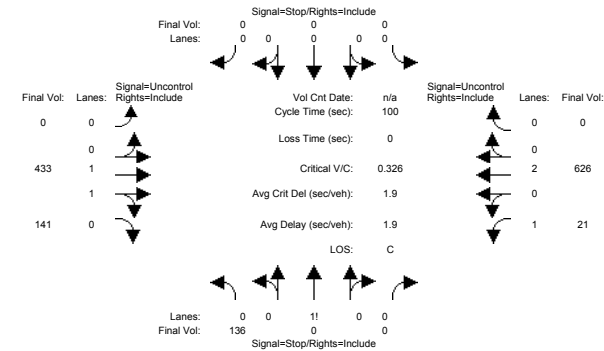 Signal=Stop/Rights=Include
Final Vol: 0 0 0
Lanes: 0 0 0 0 0
Signal=Uncontrol Signal=Uncontrol
Final Vol: Lanes: Rights=Include Vol Cnt Date: n/a Rights=Include Lanes: Final Vol:
Cycle Time (sec): 100
0 0 0 0
Loss Time (sec): 0
0 0
433 1 Critical V/C: 0.326 2 626
1 Avg Crit Del (sec/veh): 1.9 0
141 0 Avg Delay (sec/veh): 1.9 1 21
LOS: C
Lanes: 0 0 1! 0 0
Final Vol: 136 0 0
Signal=Stop/Rights=Include